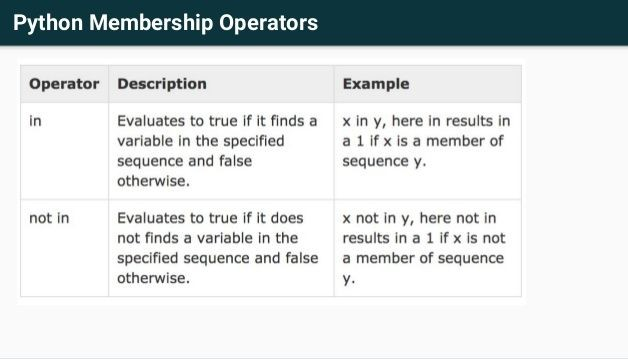 Python Membership Operators
Operator Description Example
in
Evaluates to true if it finds a
variable in the specified
sequence and false
otherwise.
x in y, here in results in
a 1 if x is a member of
sequence y.
not in
Evaluates to true if it does
not finds a variable in the
specified sequence and false
otherwise.
x not in y, here not in
results in a 1 if x is not
a member of sequence
y.